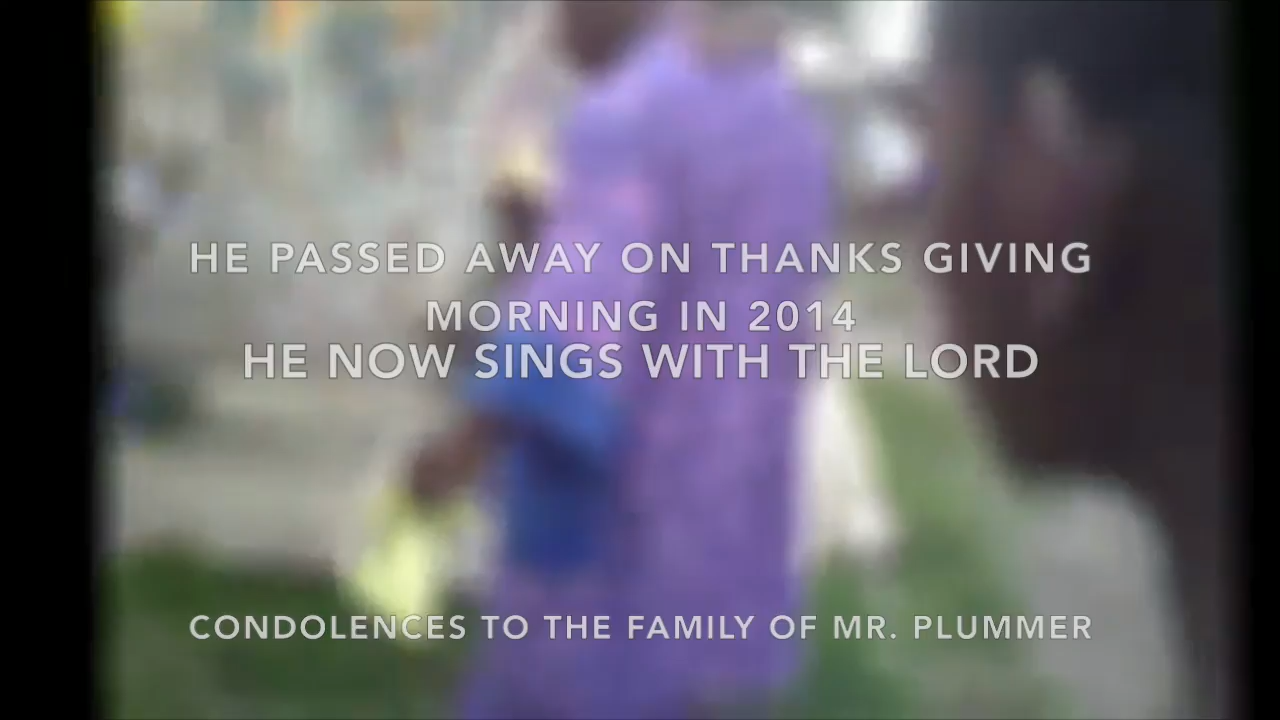 HE PASSED AWAY ON THANKS GIVING
MORNING IN 2014
HE NOW SINGS WITH THE LORD
CONDOLENCES TO THE FAMILY OF MR. PLUMMER